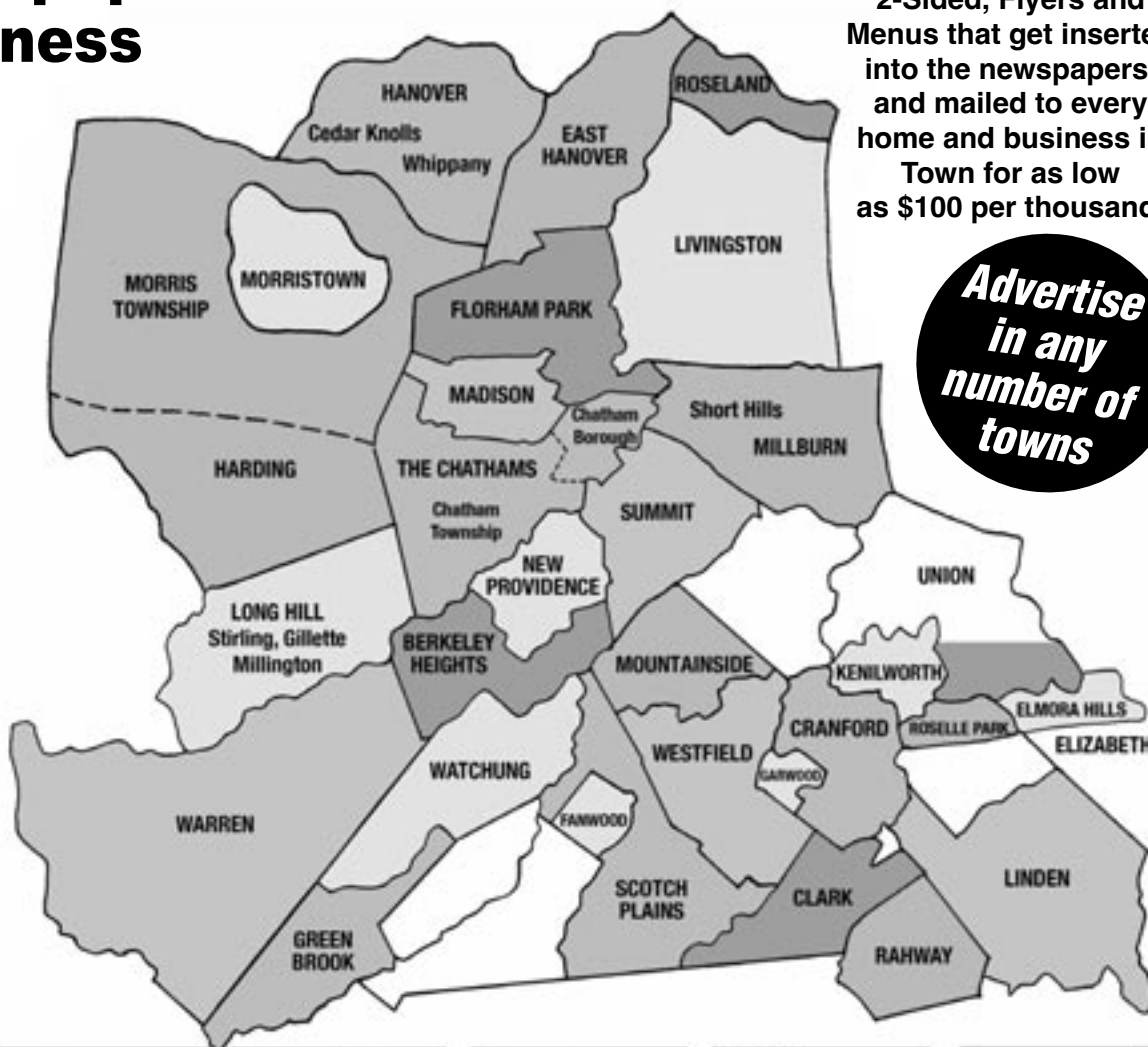 ness
2-Sided, Flyers and
Menus that get inserte
into the newspapers
and mailed to every
home and business i
Town for as low
as $100 per thousand
Advertise
in any
number of
towns
HANOVER
Cedar Knolls
Whippany
EAST
HANOVER
ROSELAND
LIVINGSTON
MORRIS
TOWNSHIP
MORRISTOWN
FLORHAM PARK
MADISON
Chatham
Borough
Short Hills
MILLBURN
HARDING
THE CHATHAMS
Chatham
Township
SUMMIT
NEW
PROVIDENCE
UNION
LONG HILL
Stirling, Gillette
Millington
BERKELEY
HEIGHTS
MOUNTAINSIDE
KENILWORTH
ELMORA HILLS
ROSELLE PARK
CRANFORD
ELIZABETH
WESTFIELD
GARWOOD
WATCHUNG
FANWOOD
WARREN
SCOTCH
PLAINS
CLARK
LINDEN
GREEN
BROOK
RAHWAY